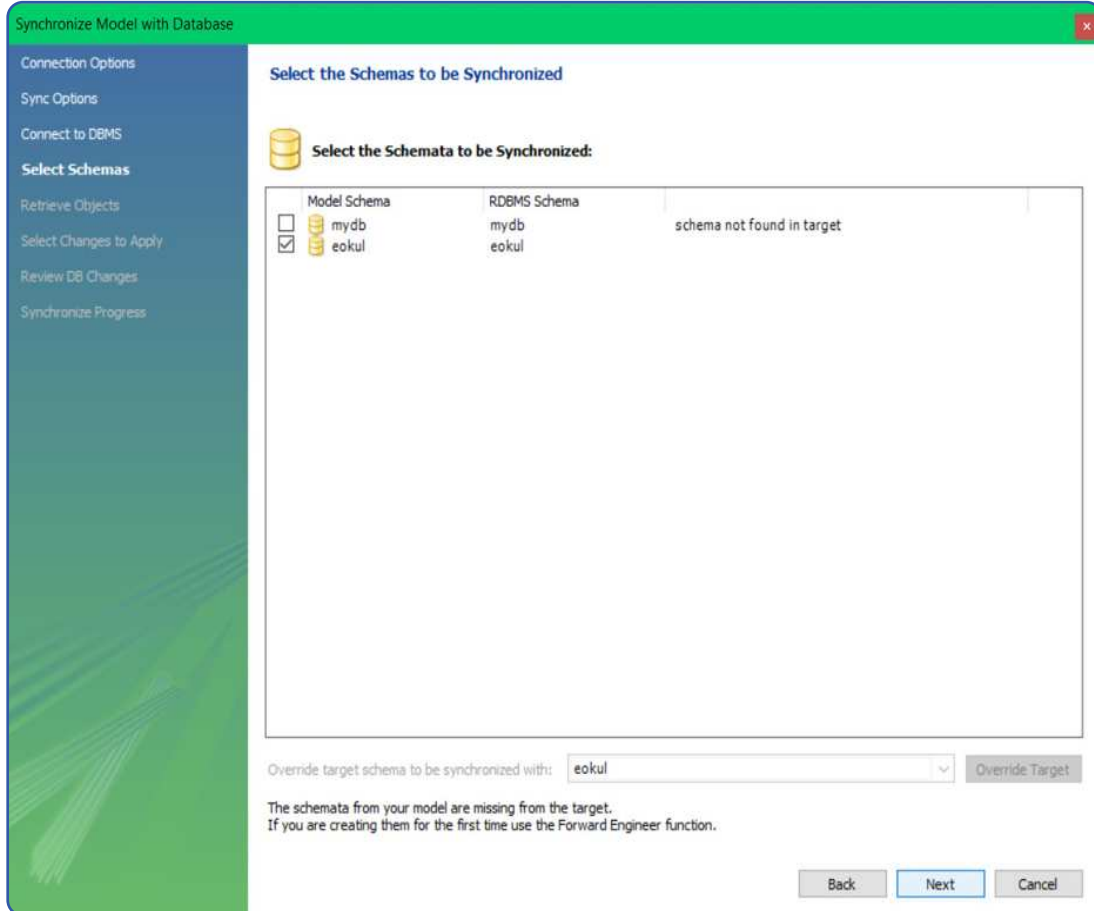 Synchronize Model with Database
Connection Options
Sync Options
Connect to DBMS
Select Schemas
Retrieve Objects
Select Changes to Apply
Review DB Changes
Synchronize Progress
Select the Schemas to be Synchronized
Select the Schemata to be Synchronized:
Model Schema RDBMS Schema
mydb mydb schema not found in target
eokul eokul
Override target schema to be synchronized with: eokul Override Target
The schemata from your model are missing from the target.
If you are creating them for the first time use the Forward Engineer function.
Back Next Cancel